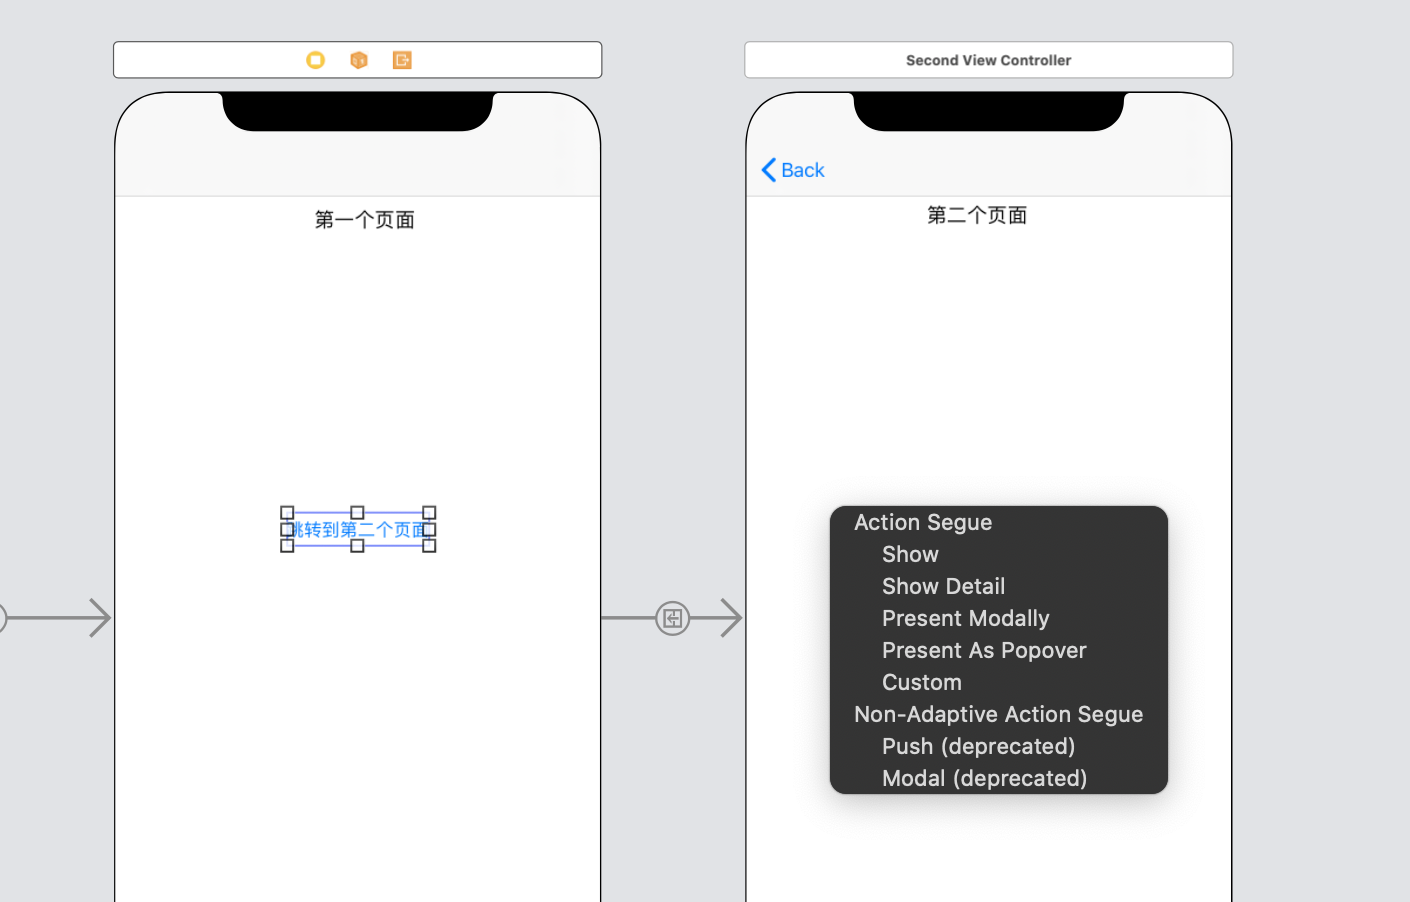 Second View Controller
Back
第一个页面
第二个页面
跳转到第二个页面
Action Segue
Show
Show Detail
Present Modally
Present As Popover
Custom
Non-Adaptive Action Segue
Push (deprecated)
Modal (deprecated)